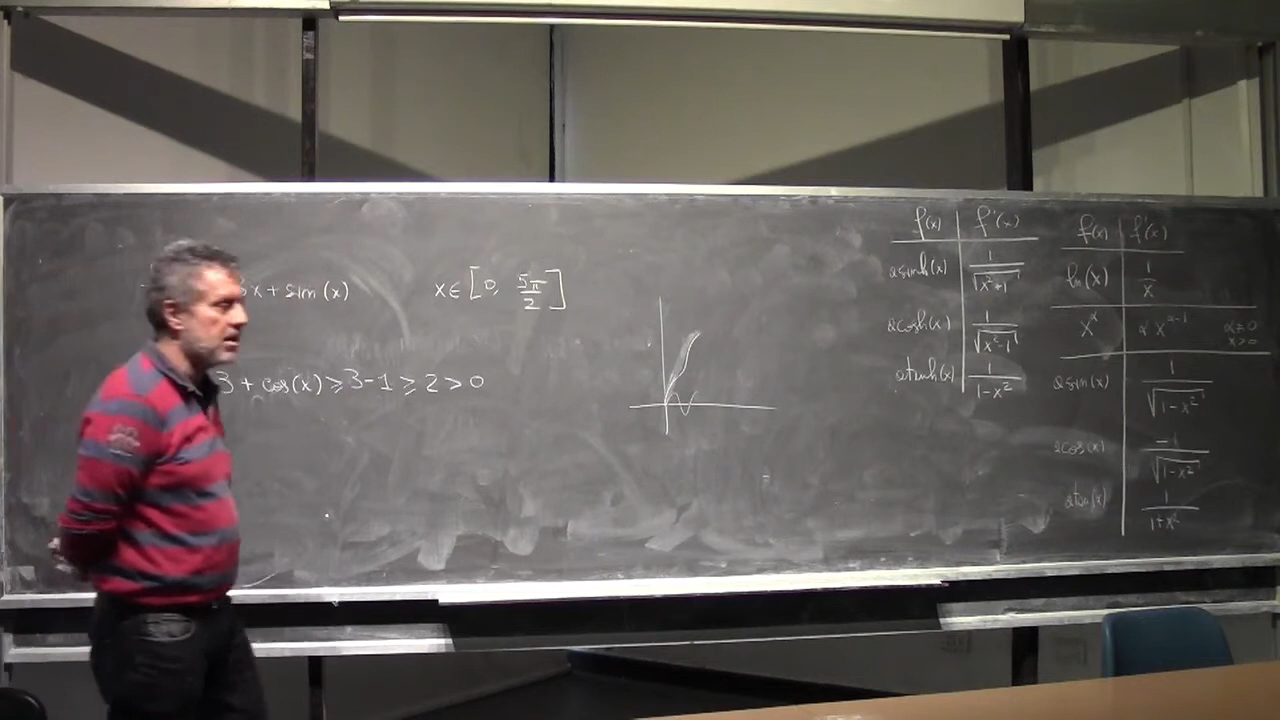 3x + sin(x) x ∈ [0, 5π/2]
3 + cos(x) ⩾ 3-1 ⩾ 2 > 0
f(x) f'(x)
asinh(x) 1/√(x²+1)
acosh(x) 1/√(x²-1)
atanh(x) 1/(1-x²)
f(x) f'(x)
ln(x) 1/x
x^α α x^(α-1) α≠0 x>0
asin(x) 1/√(1-x²)
acos(x) -1/√(1-x²)
atan(x) 1/(1+x²)